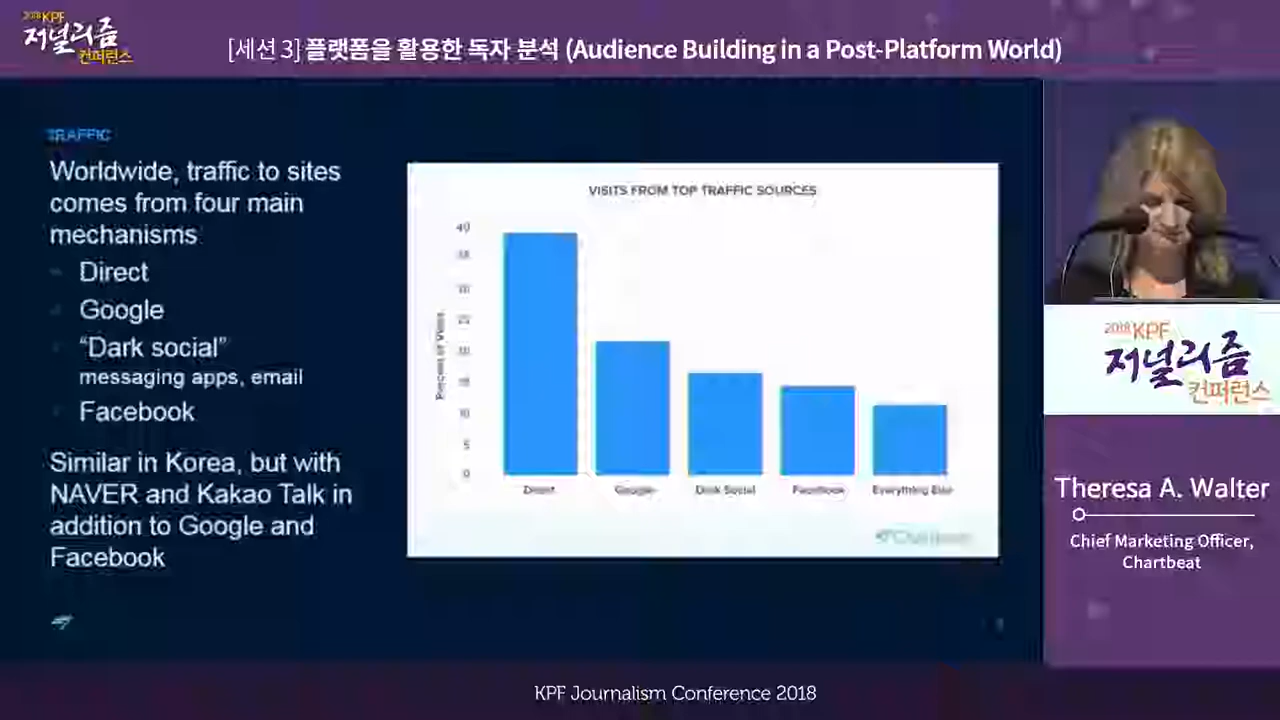 2018 KPF
저널리즘
컨퍼런스
[세션 3] 플랫폼을 활용한 독자 분석 (Audience Building in a Post-Platform World)
TRAFFIC
Worldwide, traffic to sites
comes from four main
mechanisms
Direct
Google
“Dark social”
messaging apps, email
Facebook
Similar in Korea, but with
NAVER and Kakao Talk in
addition to Google and
Facebook
VISITS FROM TOP TRAFFIC SOURCES
40
5
0
Direct
Google
Dark Social
Facebook
Everything Else
Chartbeat
2018 KPF
저널리즘
컨퍼런스
Theresa A. Walter
Chief Marketing Officer,
Chartbeat
KPF Journalism Conference 2018